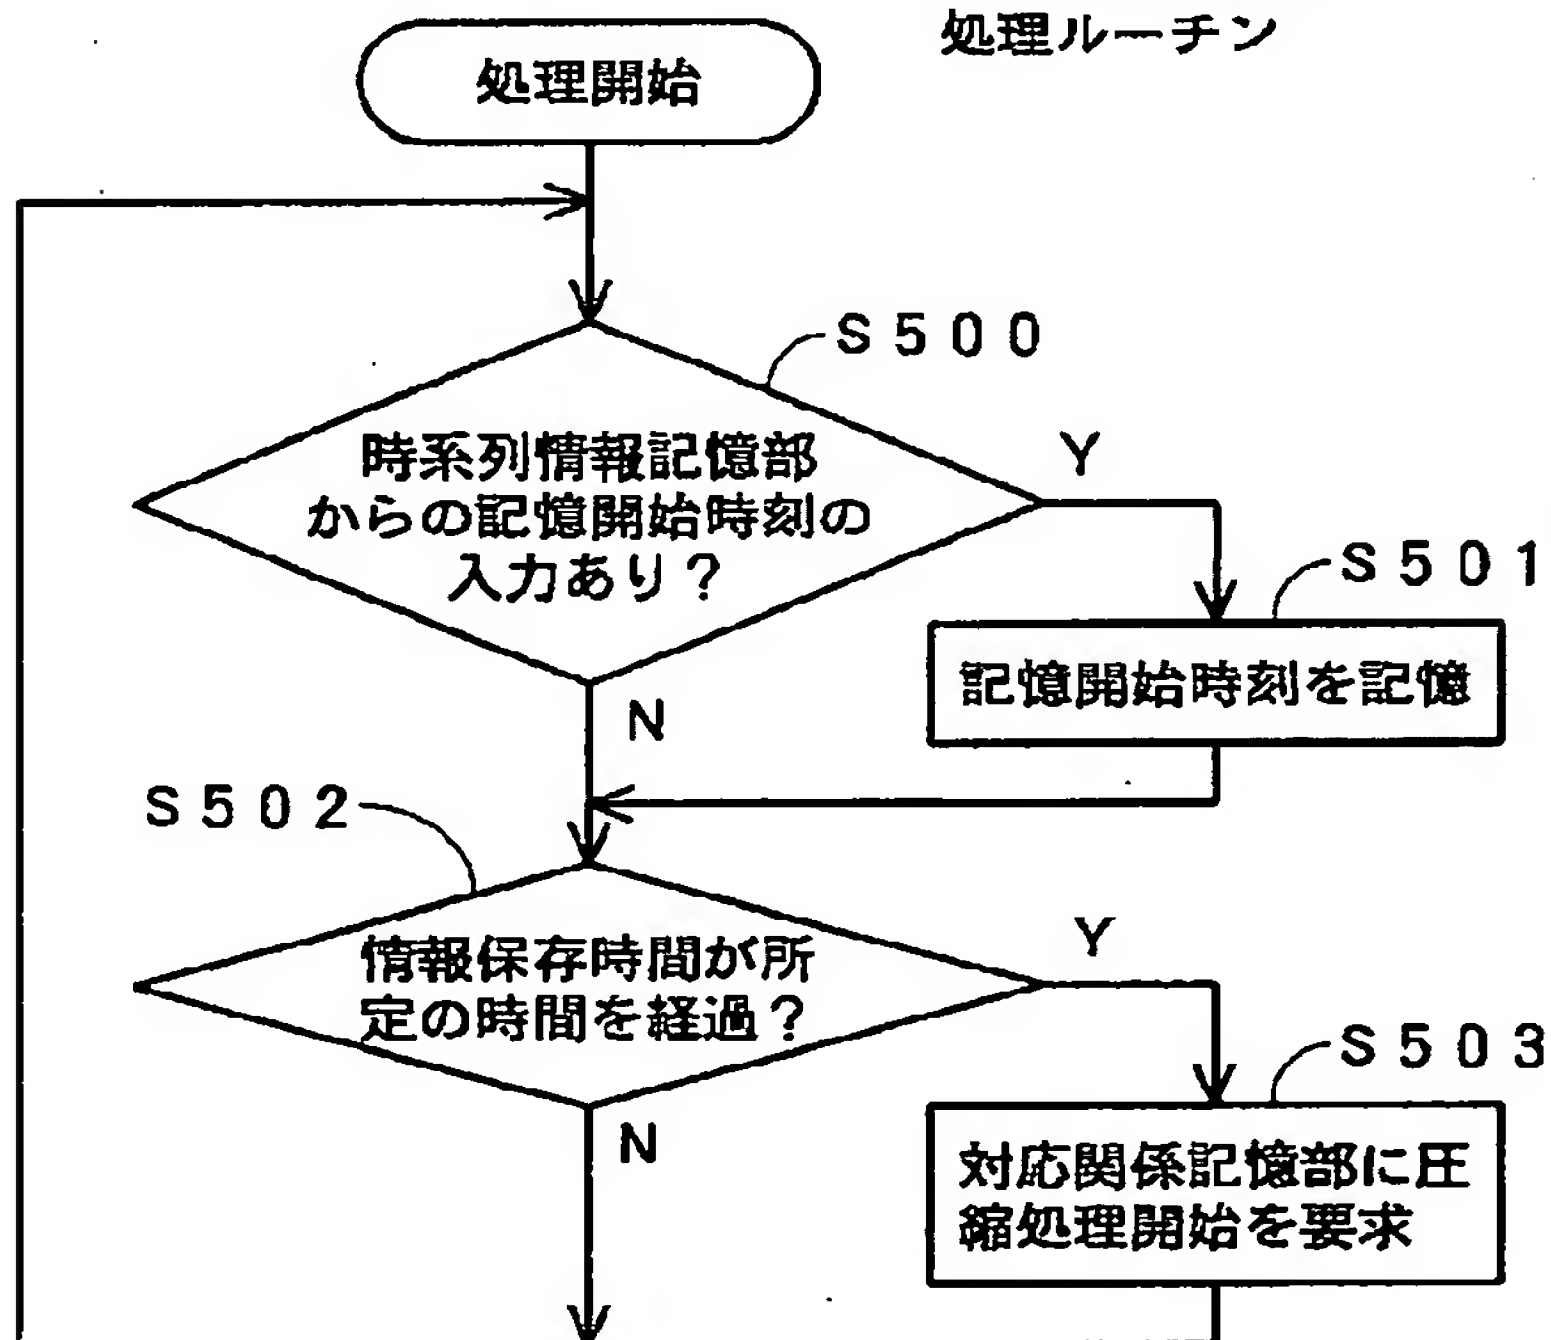 処理ルーチン
処理開始
S500
時系列情報記憶部
からの記憶開始時刻の
入力あり?
Y
S501
記憶開始時刻を記憶
N
S502
情報保存時間が所
定の時間を経過?
Y
S503
対応関係記憶部に圧
縮処理開始を要求
N